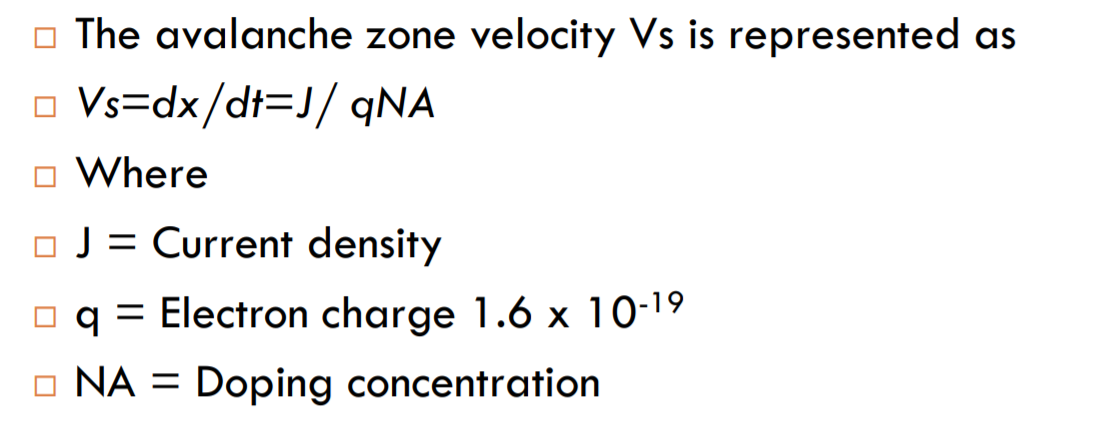 □ The avalanche zone velocity Vs is represented as
□ Vs=dx/dt=J/ qNA
□ Where
□ J = Current density
□ q = Electron charge 1.6 x 10⁻¹⁹
□ NA = Doping concentration